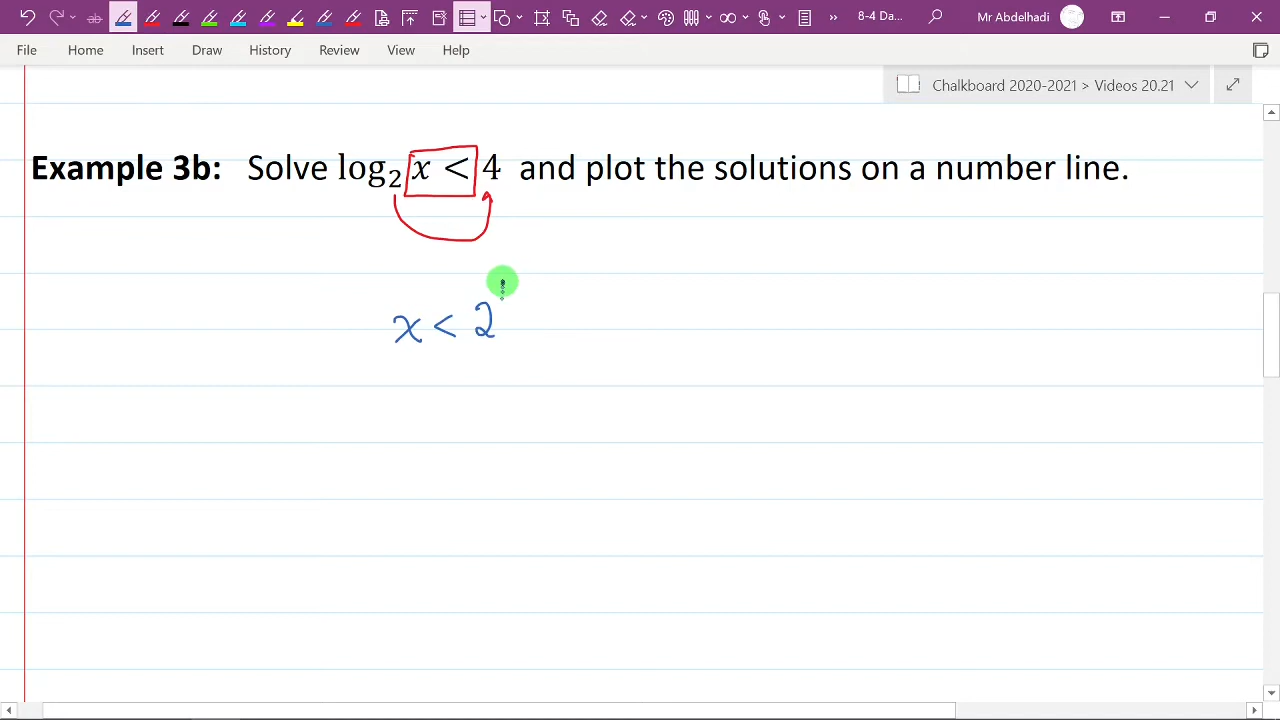 8-4 Da...
Mr Abdelhadi
File Home Insert Draw History Review View Help
Chalkboard 2020-2021 > Videos 20.21
Example 3b: Solve log₂ x < 4 and plot the solutions on a number line.
x < 2